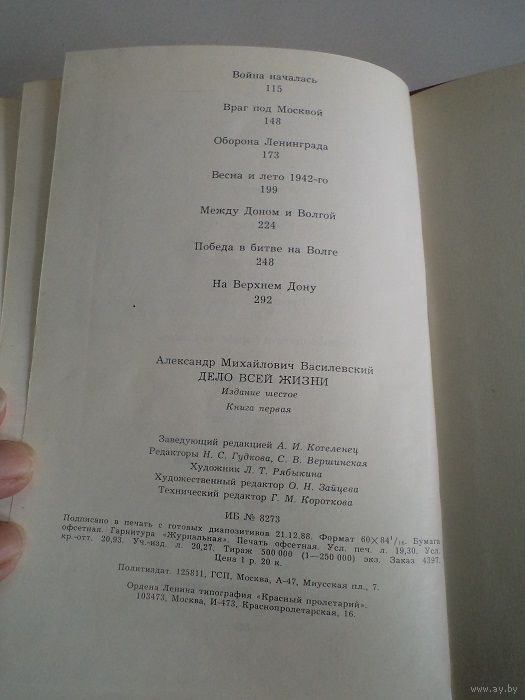 Война началась
115
Враг под Москвой
148
Оборона Ленинграда
173
Весна и лето 1942-го
199
Между Доном и Волгой
224
Победа в битве на Волге
248
На Верхнем Дону
292
Александр Михайлович Василевский
ДЕЛО ВСЕЙ ЖИЗНИ
Издание шестое
Книга первая
Заведующий редакцией А. И. Котеленец
Редакторы Н. С. Гудкова, С. В. Вершинская
Художник Л. Т. Рябыкина
Художественный редактор О. Н. Зайцева
Технический редактор Г. М. Короткова
ИБ № 8273
Подписано в печать с готовых диапозитивов 21.12.88. Формат 60×84¹/₁₆. Бумага
офсетная. Гарнитура «Журнальная». Печать офсетная. Усл. печ. л. 19,30. Усл.
кр.-отт. 20,93. Уч.-изд. л. 20,27. Тираж 500 000 (1—250 000) экз. Заказ 4397.
Цена 1 р. 20 к.
Политиздат. 125811, ГСП, Москва, А-47, Миусская пл., 7.
Ордена Ленина типография «Красный пролетарий».
103473, Москва, И-473, Краснопролетарская, 16.
www.ay.by